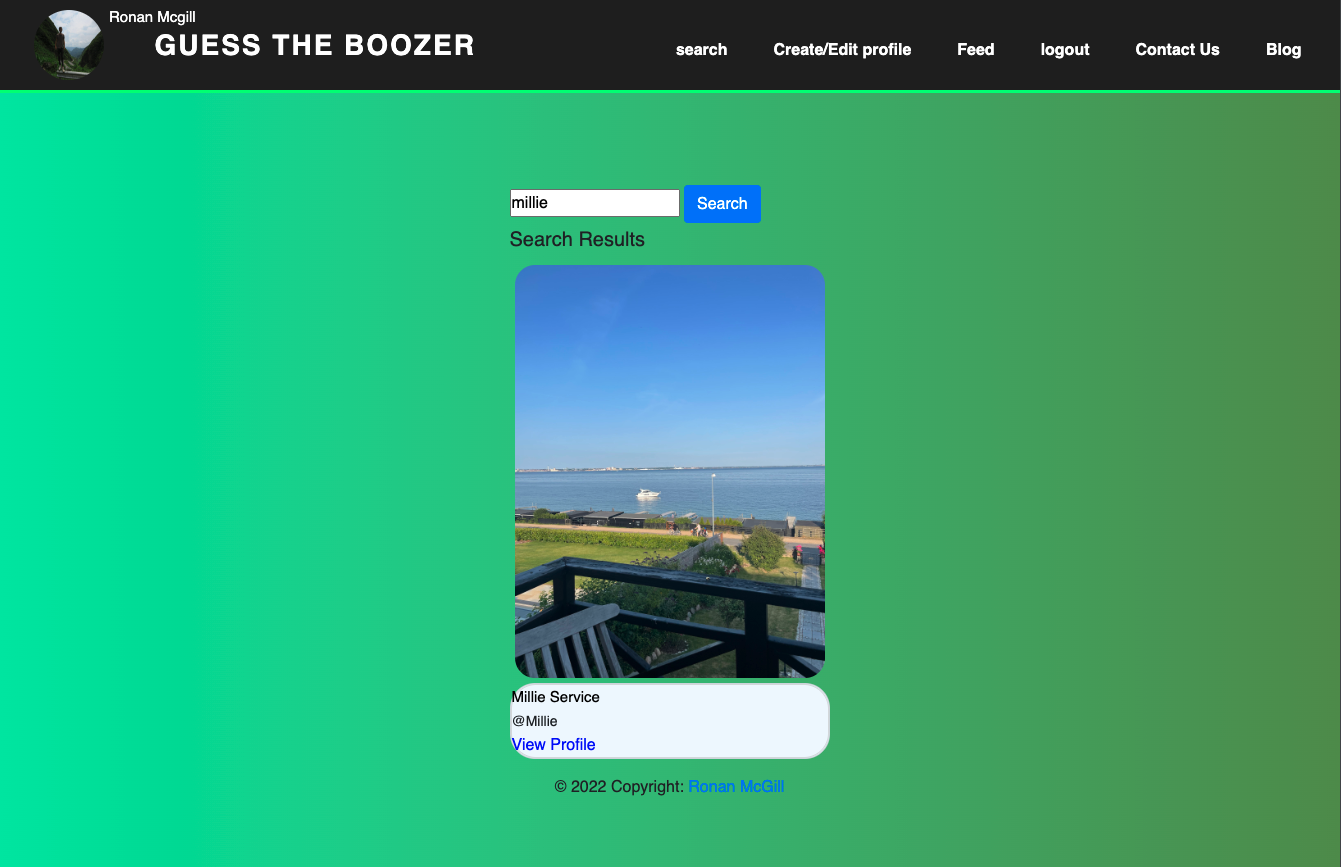 Ronan Mcgill
GUESS THE BOOZER
search Create/Edit profile Feed logout Contact Us Blog
millie Search
Search Results
Millie Service
@Millie
View Profile
© 2022 Copyright: Ronan McGill